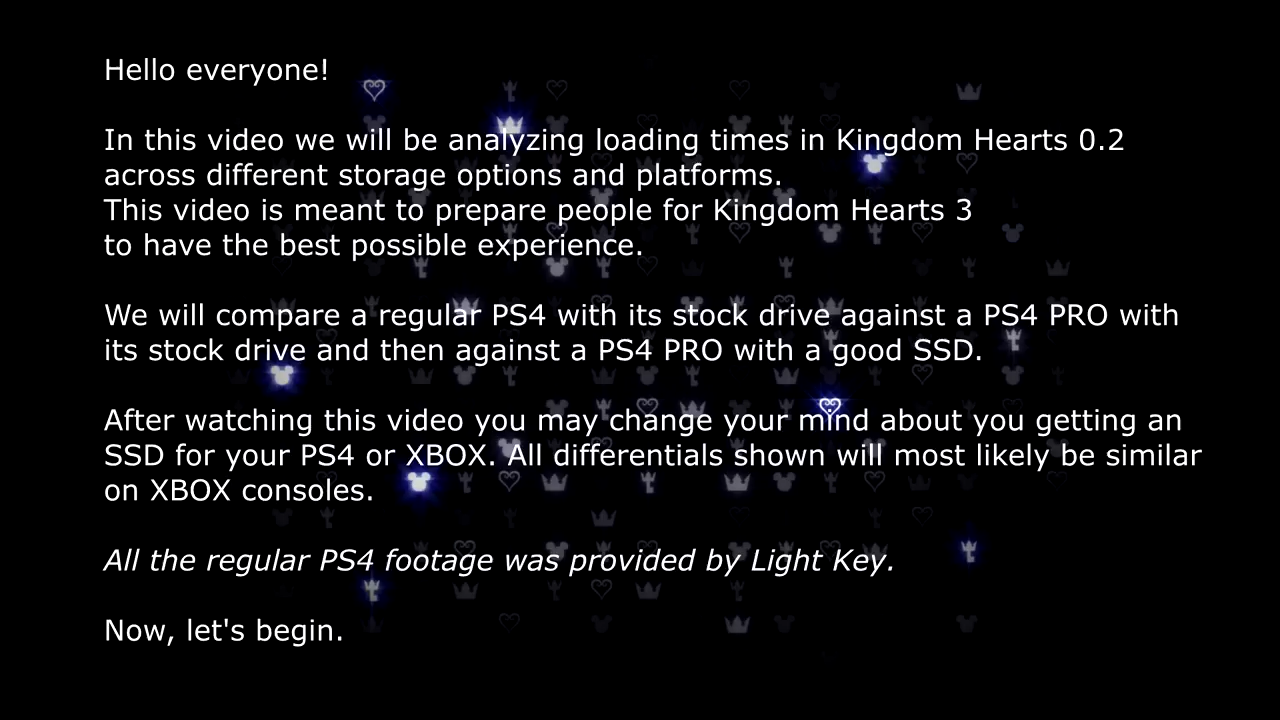 Hello everyone!
In this video we will be analyzing loading times in Kingdom Hearts 0.2
across different storage options and platforms.
This video is meant to prepare people for Kingdom Hearts 3
to have the best possible experience.
We will compare a regular PS4 with its stock drive against a PS4 PRO with
its stock drive and then against a PS4 PRO with a good SSD.
After watching this video you may change your mind about you getting an
SSD for your PS4 or XBOX. All differentials shown will most likely be similar
on XBOX consoles.
All the regular PS4 footage was provided by Light Key.
Now, let's begin.